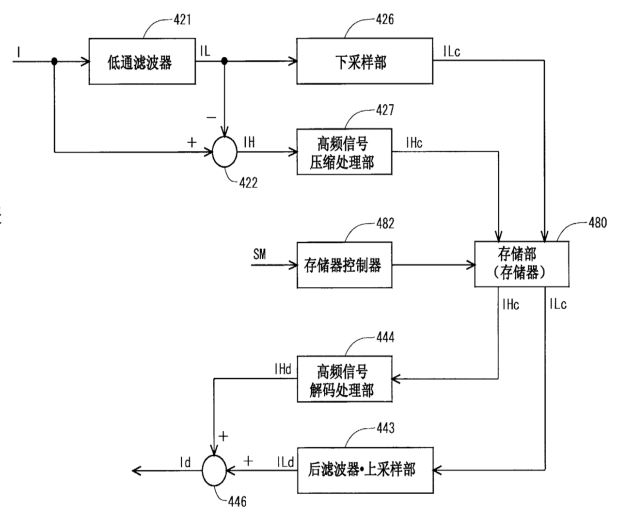 421
426
I
低通滤波器
IL
下采样部
ILc
427
－
＋
IH
高频信号
压缩处理部
IHc
422
482
480
SM
存储器控制器
存储部
（存储器）
IHc
ILc
444
IHd
高频信号
解码处理部
443
＋
Id
＋
ILd
后滤波器•上采样部
446